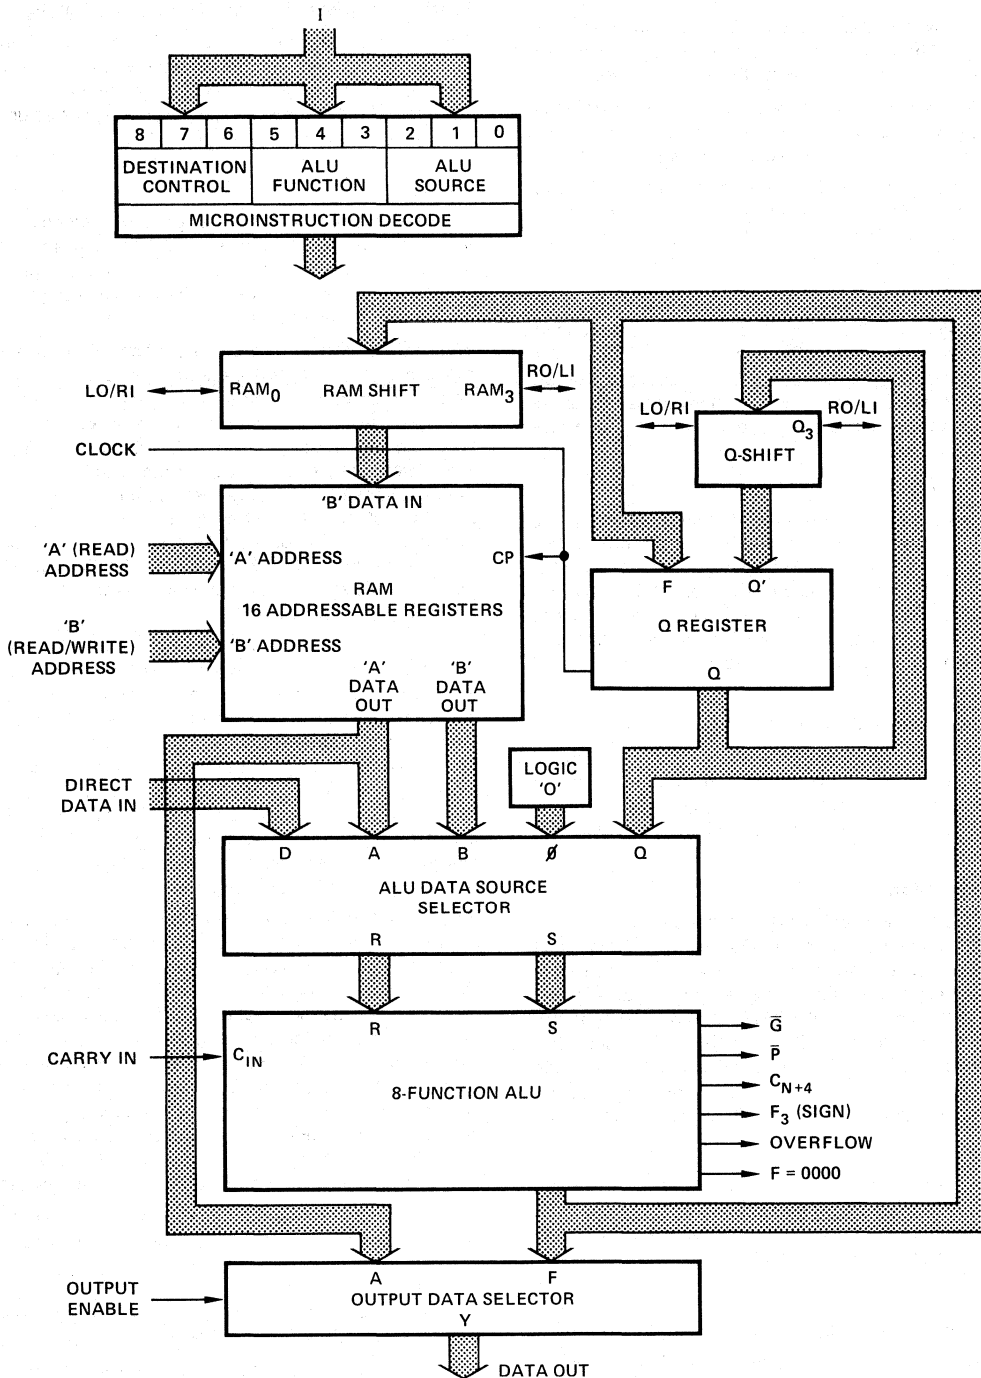 I
8 7 6 5 4 3 2 1 0
DESTINATION CONTROL
ALU FUNCTION
ALU SOURCE
MICROINSTRUCTION DECODE
LO/RI
RAM0
RAM SHIFT
RAM3
RO/LI
LO/RI
Q3
RO/LI
Q-SHIFT
CLOCK
'B' DATA IN
'A' (READ)
ADDRESS
'A' ADDRESS
CP
RAM
16 ADDRESSABLE REGISTERS
F
Q'
Q REGISTER
Q
'B'
(READ/WRITE)
ADDRESS
'B' ADDRESS
'A'
DATA
OUT
'B'
DATA
OUT
DIRECT
DATA IN
LOGIC
'O'
D A B Ø Q
ALU DATA SOURCE
SELECTOR
R S
R S
CARRY IN
CIN
8-FUNCTION ALU
G̅
P̅
CN+4
F3 (SIGN)
OVERFLOW
F = 0000
OUTPUT
ENABLE
A F
OUTPUT DATA SELECTOR
Y
DATA OUT